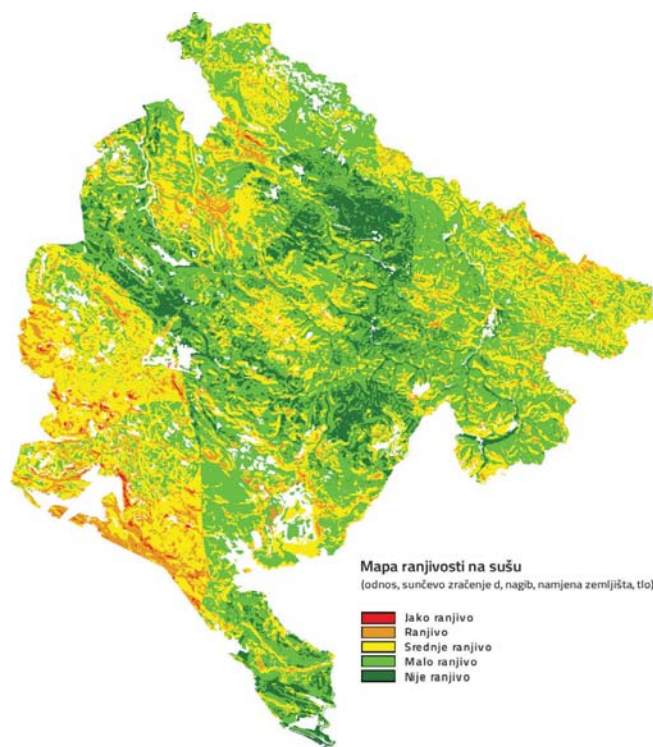 Mapa ranjivosti na sušu
(odnos, sunčevo zračenje d, nagib, namjena zemljišta, tlo)
Jako ranjivo
Ranjivo
Srednje ranjivo
Malo ranjivo
Nije ranjivo